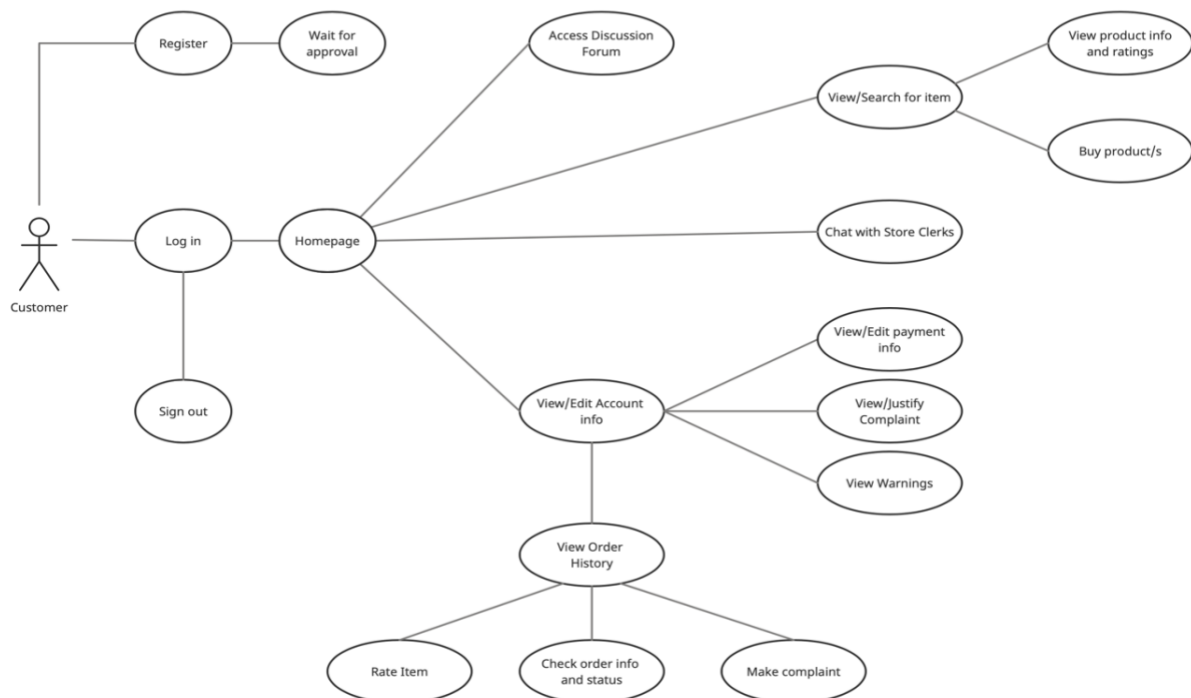 Register
Wait for
approval
Access Discussion
Forum
View product info
and ratings
View/Search for item
Buy product/s
Customer
Log in
Homepage
Chat with Store Clerks
Sign out
View/Edit Account
info
View/Edit payment
info
View/Justify
Complaint
View Warnings
View Order
History
Rate Item
Check order info
and status
Make complaint